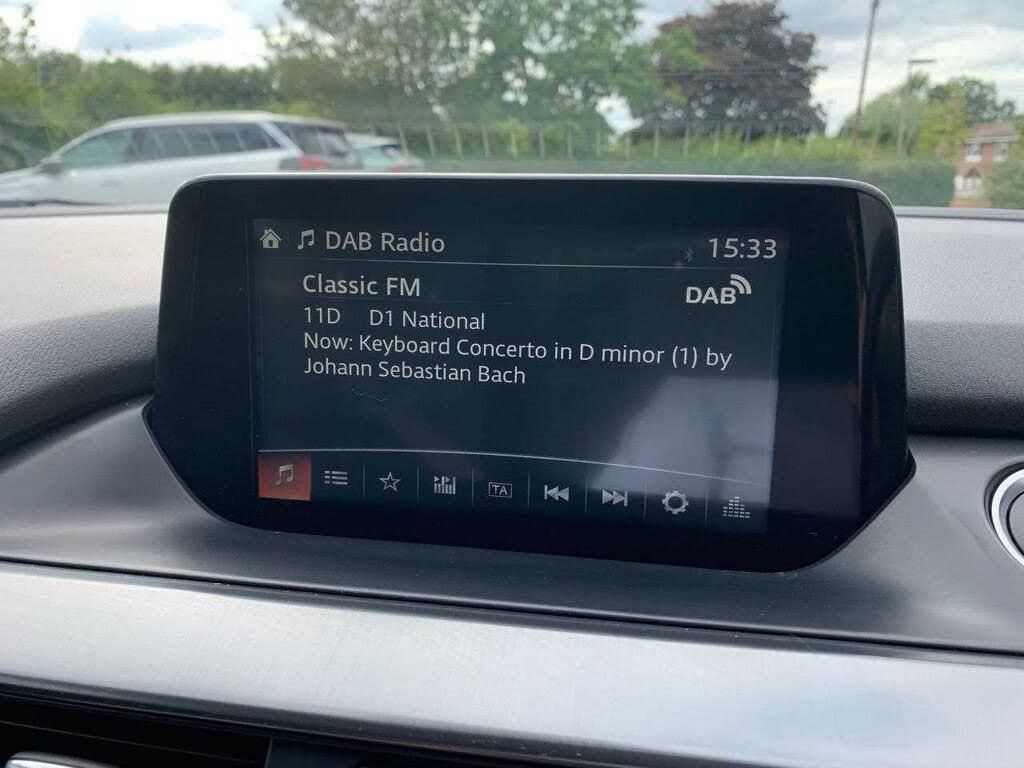 DAB Radio 15:33
Classic FM DAB
11D D1 National
Now: Keyboard Concerto in D minor (1) by
Johann Sebastian Bach
TA